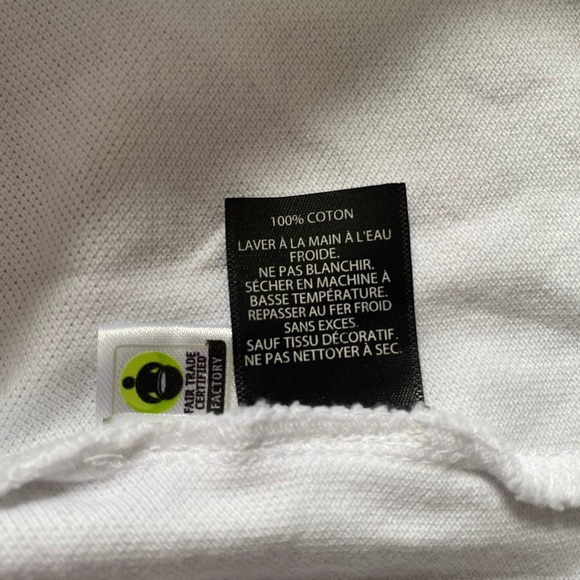 100% COTON
LAVER À LA MAIN À L'EAU
FROIDE.
NE PAS BLANCHIR.
SÉCHER EN MACHINE À
BASSE TEMPÉRATURE.
REPASSER AU FER FROID
SANS EXCES.
SAUF TISSU DÉCORATIF.
NE PAS NETTOYER À SEC.
FAIR TRADE
CERTIFIED
FACTORY